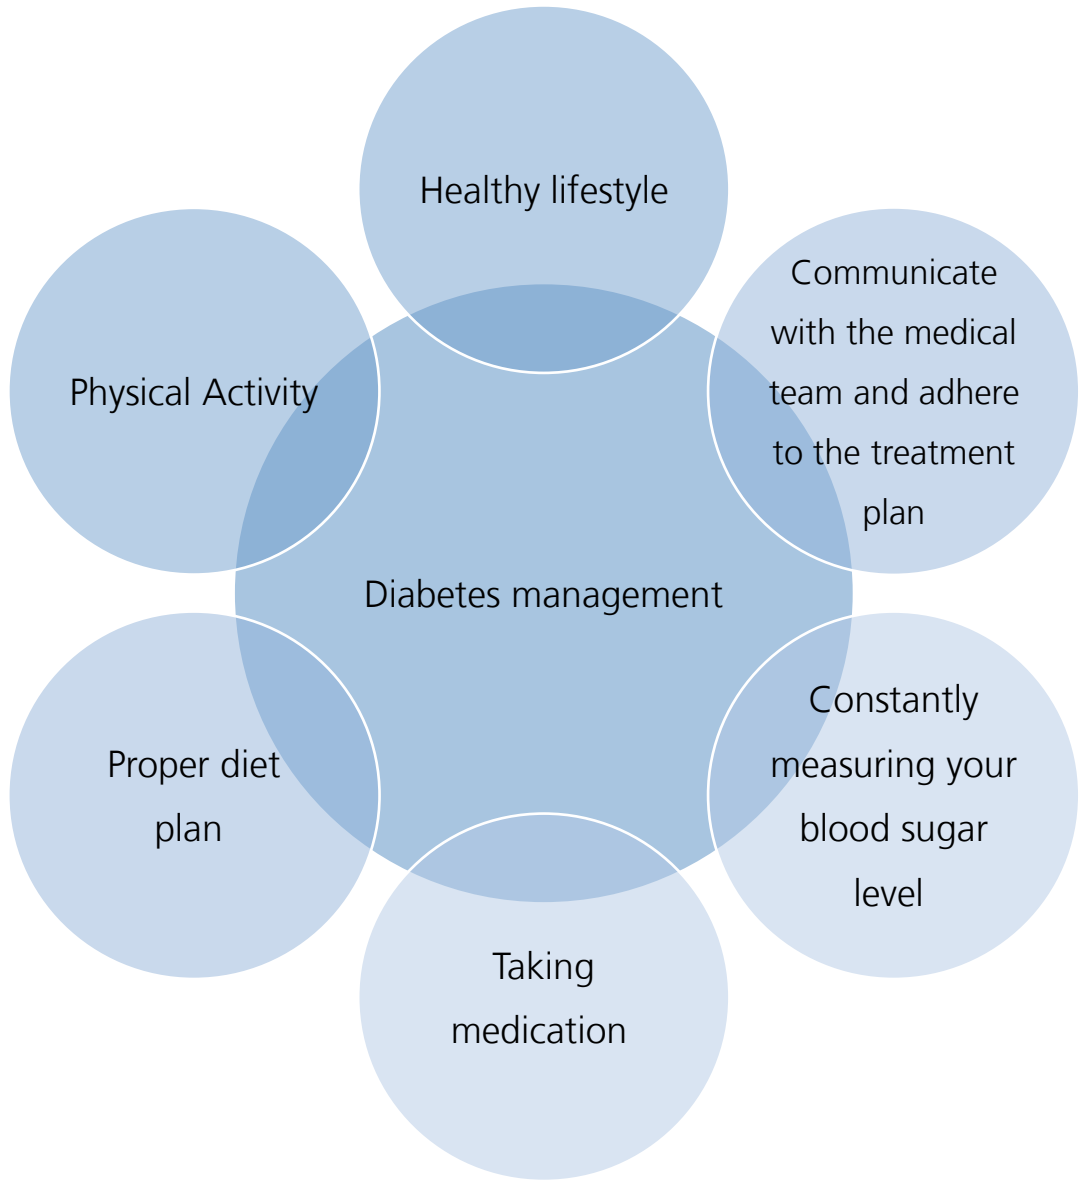 Healthy lifestyle
Communicate
with the medical
team and adhere
to the treatment
plan
Constantly
measuring your
blood sugar
level
Taking
medication
Proper diet
plan
Physical Activity
Diabetes management